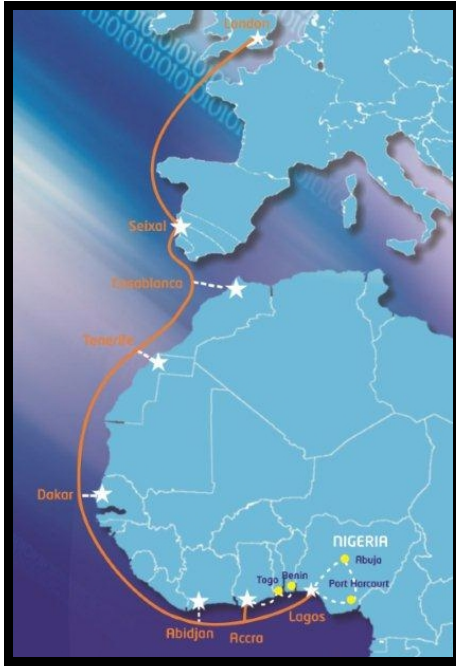 London
Seixal
Casablanca
Tenerife
Dakar
NIGERIA
Abuja
Togo Benin
Port Harcourt
Lagos
Abidjan
Accra